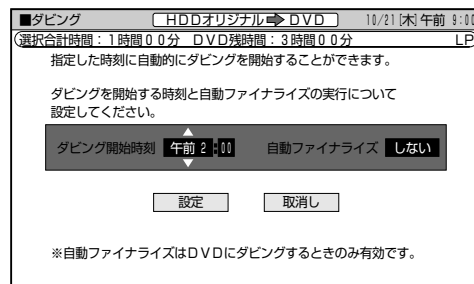 ■ダビング HDDオリジナル➡DVD 10/21[木]午前 9:00
選択合計時間:1時間00分 DVD残時間:3時間00分 LP
指定した時刻に自動的にダビングを開始することができます。
ダビングを開始する時刻と自動ファイナライズの実行について
設定してください。
ダビング開始時刻 午前 2:00 自動ファイナライズ しない
設定 取消し
※自動ファイナライズはDVDにダビングするときのみ有効です。